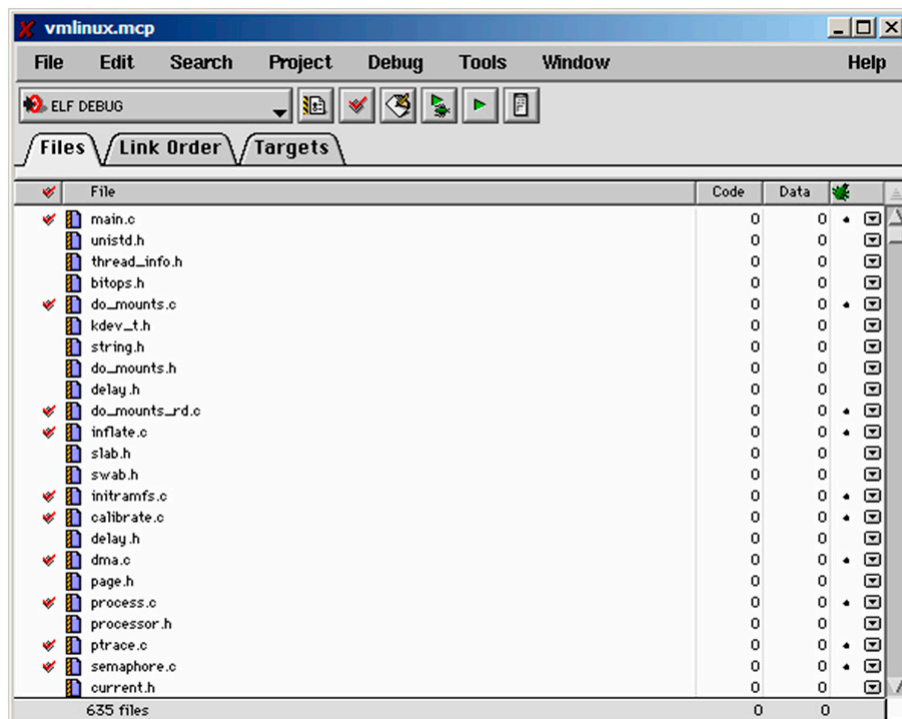 vmlinux.mcp
File Edit Search Project Debug Tools Window Help
ELF DEBUG
Files Link Order Targets
File Code Data
main.c 0 0
unistd.h 0 0
thread_info.h 0 0
bitops.h 0 0
do_mounts.c 0 0
kdev_t.h 0 0
string.h 0 0
do_mounts.h 0 0
delay.h 0 0
do_mounts_rd.c 0 0
inflate.c 0 0
slab.h 0 0
swab.h 0 0
initramfs.c 0 0
calibrate.c 0 0
delay.h 0 0
dma.c 0 0
page.h 0 0
process.c 0 0
processor.h 0 0
ptrace.c 0 0
semaphore.c 0 0
current.h 0 0
635 files 0 0